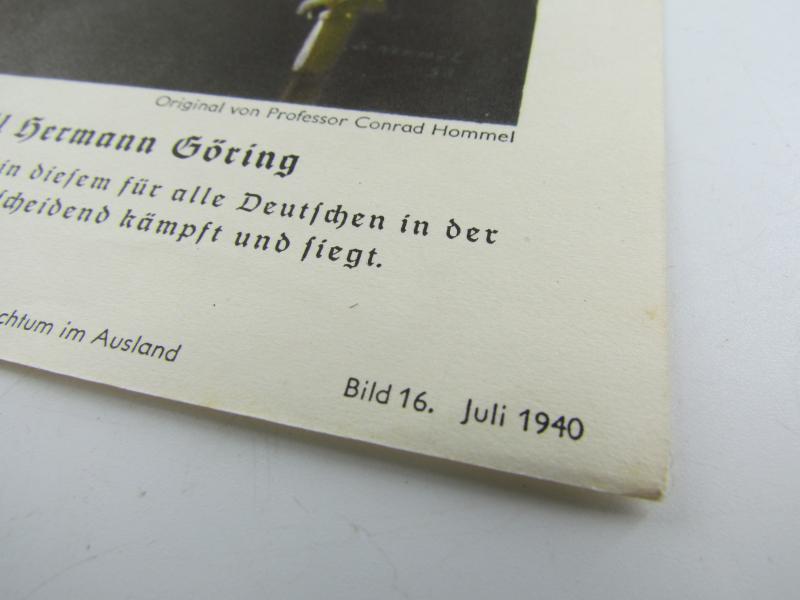 Original von Professor Conrad Hommel
l Hermann Göring
in dieſem für alle Deutſchen in der
ſcheidend kämpft und ſiegt.
chtum im Ausland
Bild 16. Juli 1940